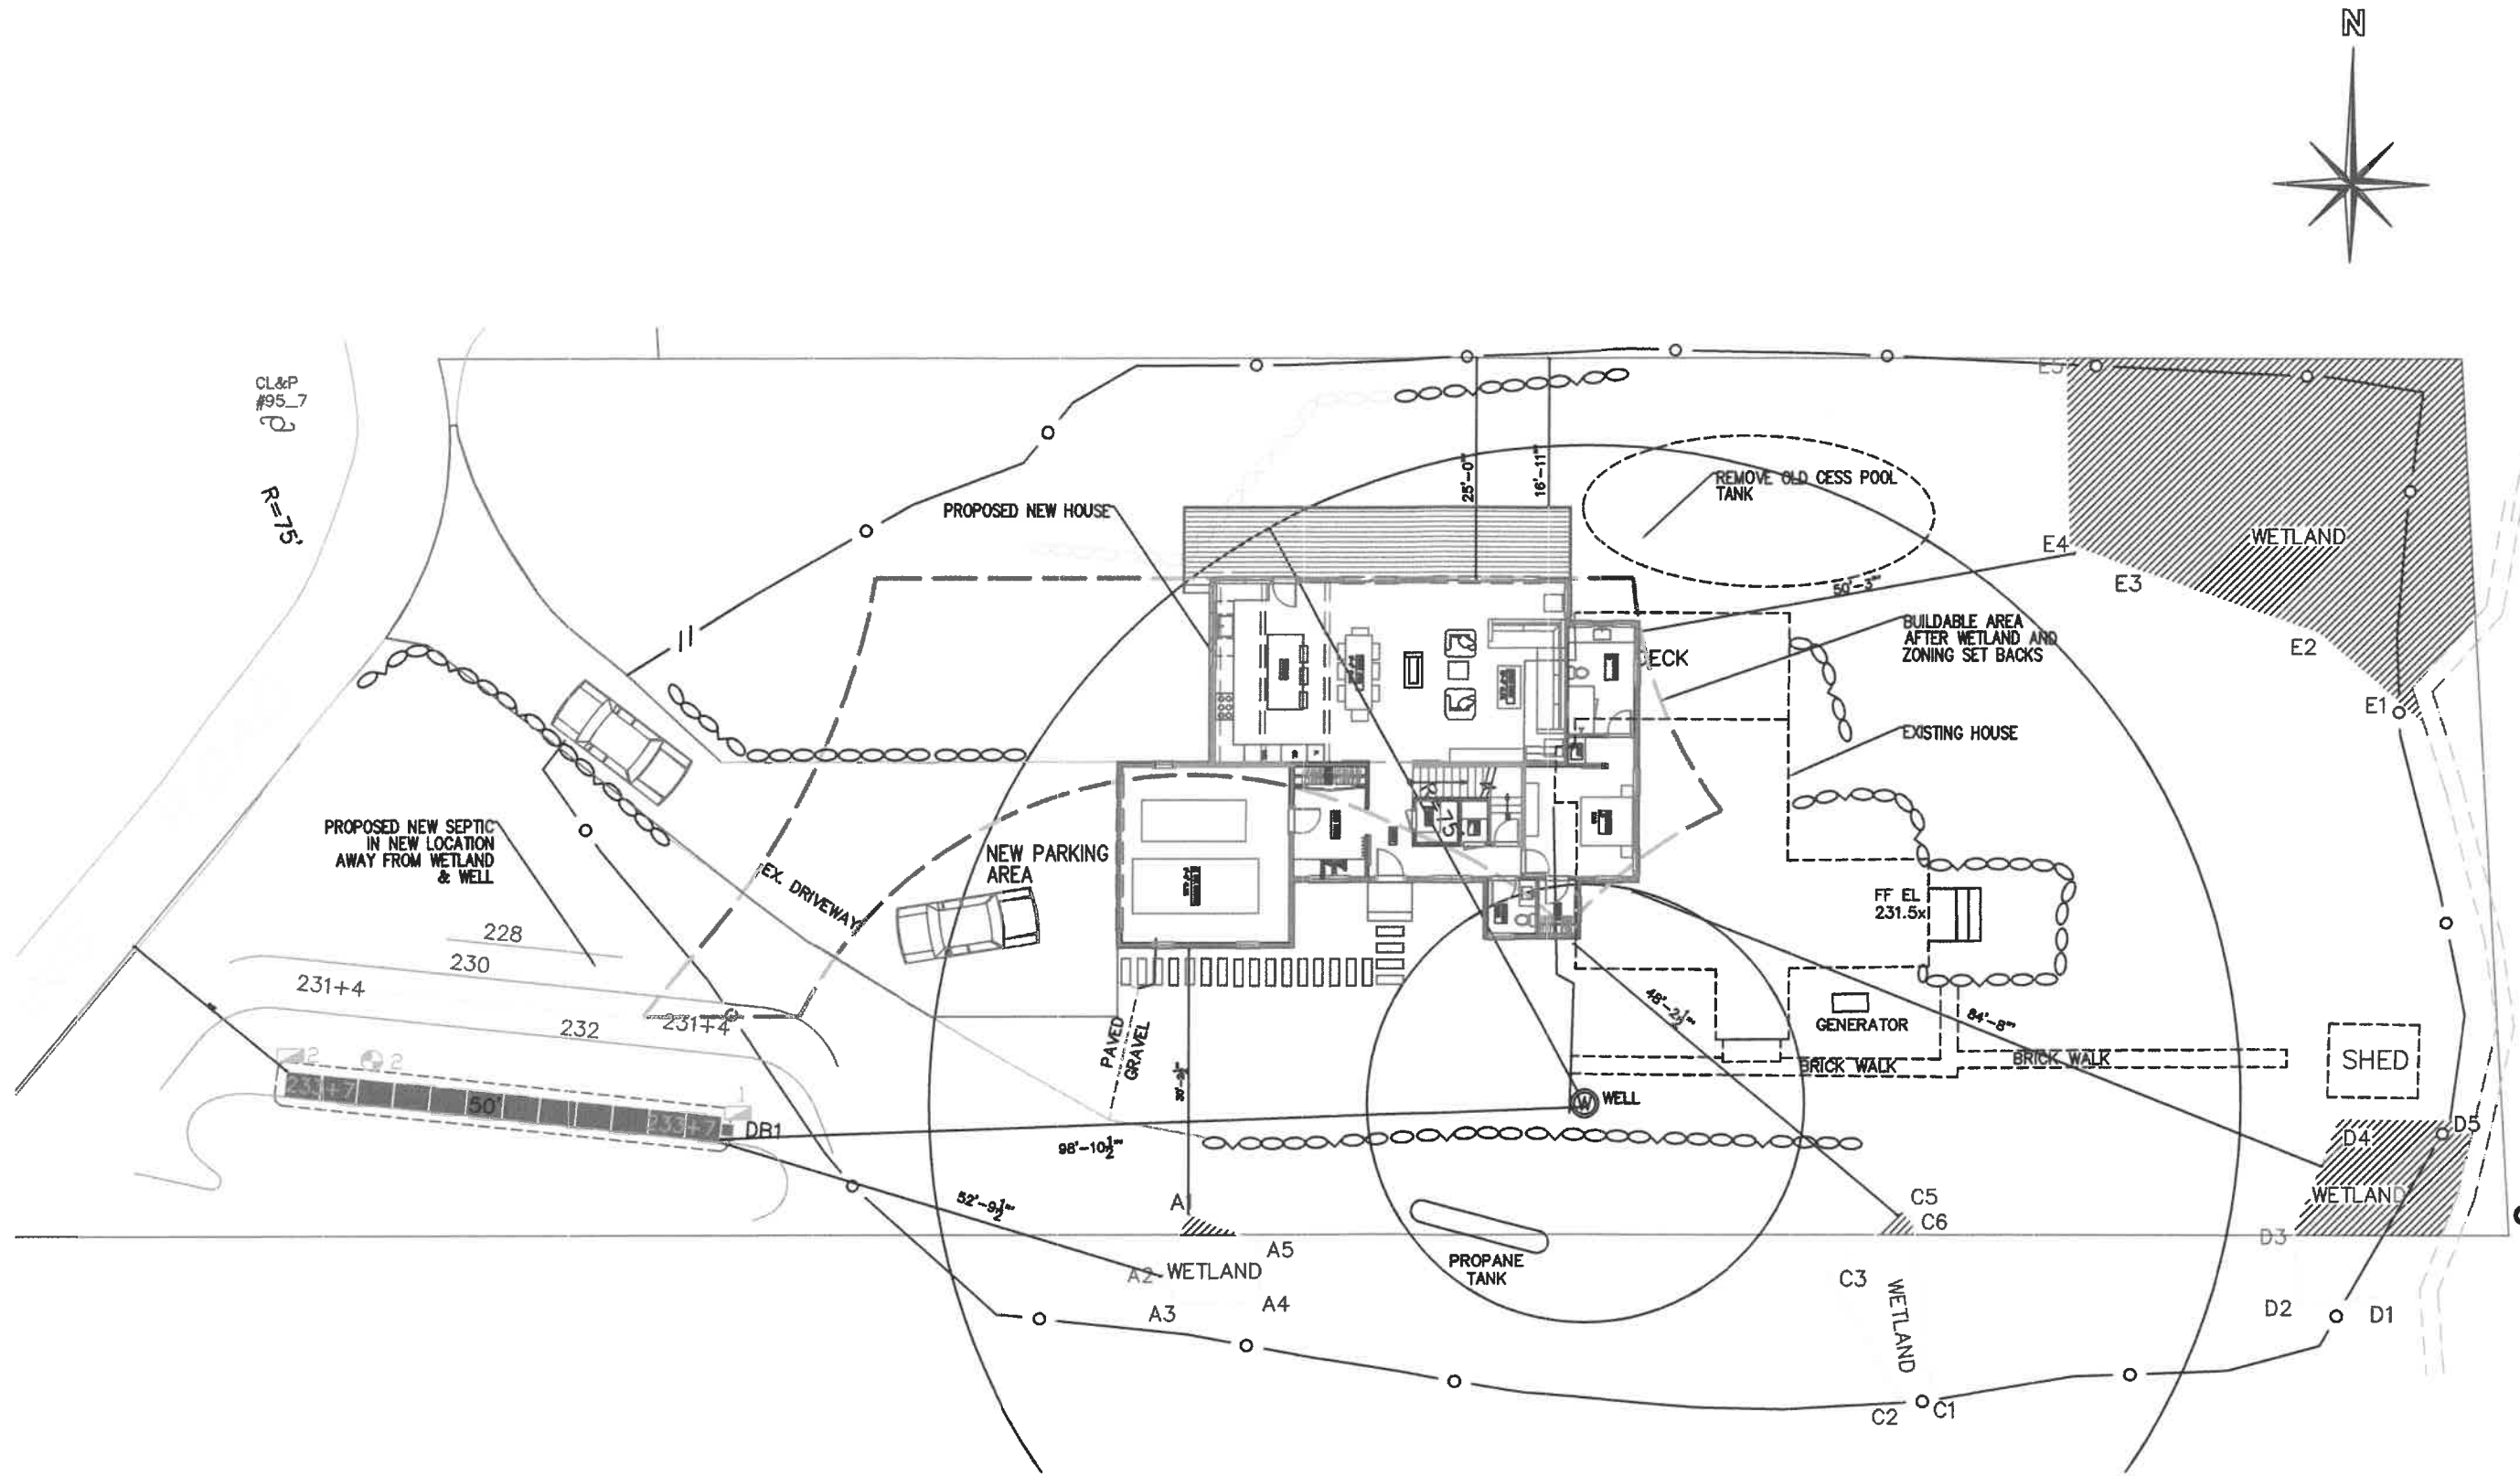 N
CL&P
#95_7
R=75'
25'-0"
16'-11"
REMOVE OLD CESS POOL
TANK
PROPOSED NEW HOUSE
E5
WETLAND
E4
50'-3"
E3
BUILDABLE AREA
AFTER WETLAND AND
ZONING SET BACKS
E2
ECK
E1
EXISTING HOUSE
PROPOSED NEW SEPTIC
IN NEW LOCATION
AWAY FROM WETLAND
& WELL
EX. DRIVEWAY
NEW PARKING
AREA
FF EL
231.5x
228
230
231+4
232
231+4
PAVED
GRAVEL
48'-2½"
GENERATOR
84'-8"
BRICK WALK
BRICK WALK
SHED
2
2
233+7
50'
233+7
1
DB1
W
WELL
98'-10½"
D4
D5
52'-9½"
A
C5
C6
WETLAND
D3
A5
A2
WETLAND
PROPANE
TANK
C3
WETLAND
A3
A4
D2
D1
C2
C1